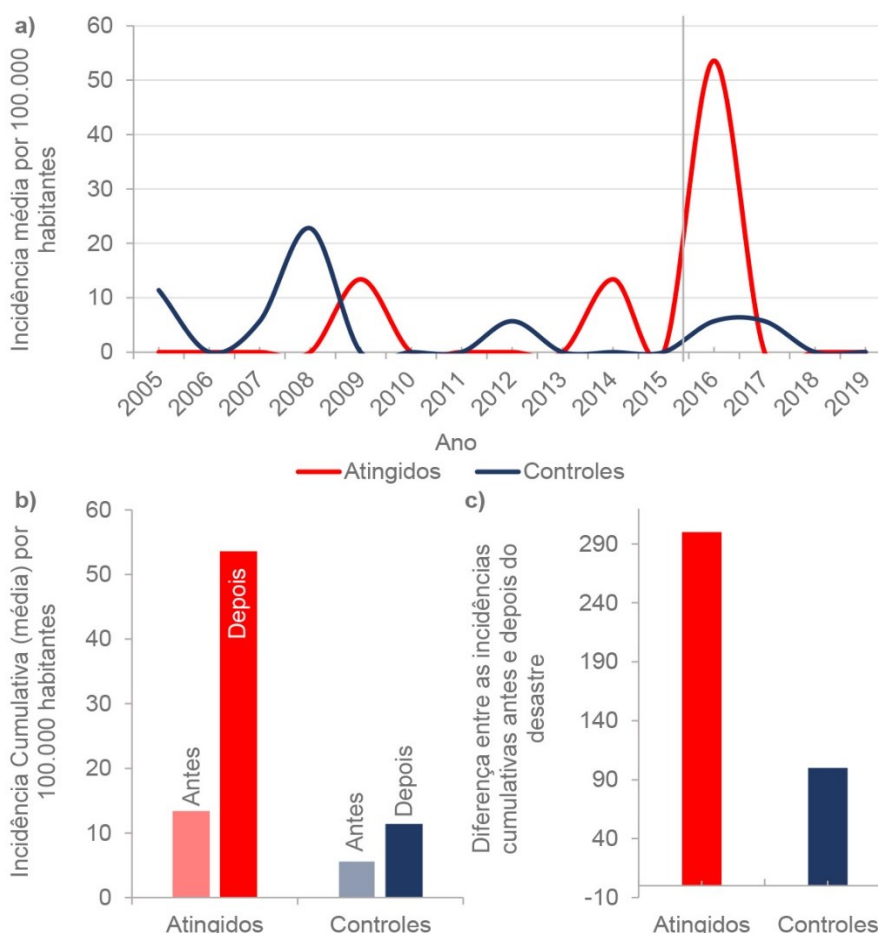 a)
Incidência média por 100.000
habitantes
60
50
40
30
20
10
0
2005
2006
2007
2008
2009
2010
2011
2012
2013
2014
2015
2016
2017
2018
2019
Ano
Atingidos
Controles
b)
Incidência Cumulativa (média) por
100.000 habitantes
60
50
40
30
20
10
0
Antes
Depois
Antes
Depois
Atingidos
Controles
c)
Diferença entre as incidências
cumulativas antes e depois do
desastre
290
240
190
140
90
40
-10
Atingidos
Controles